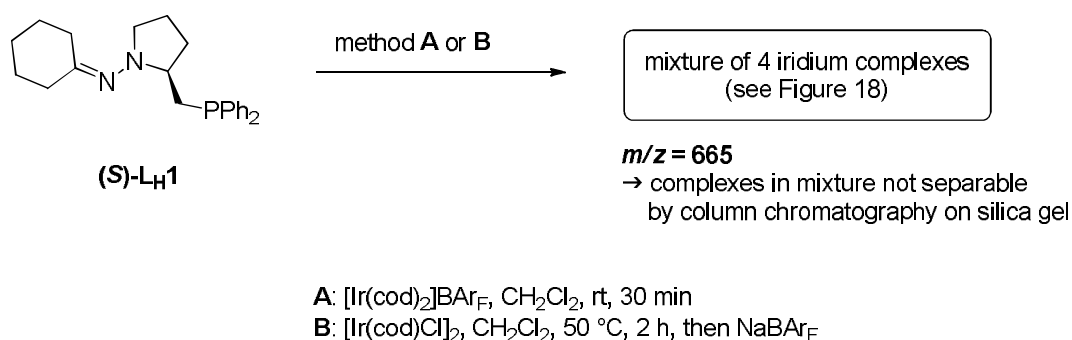 N
N
PPh2
(S)-LH1
method A or B
mixture of 4 iridium complexes
(see Figure 18)
m/z = 665
→ complexes in mixture not separable
by column chromatography on silica gel
A: [Ir(cod)2]BArF, CH2Cl2, rt, 30 min
B: [Ir(cod)Cl]2, CH2Cl2, 50 °C, 2 h, then NaBArF